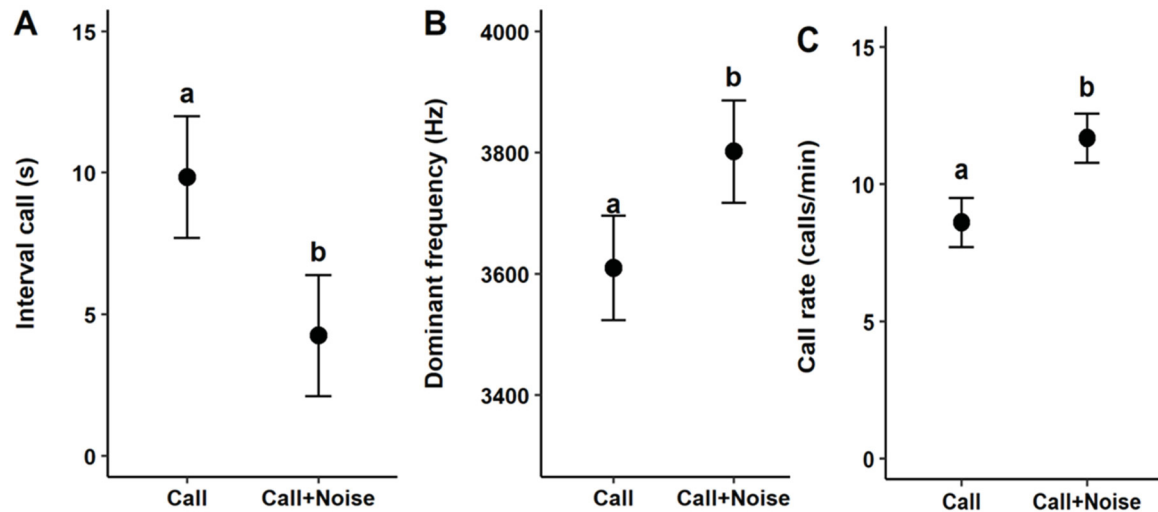 A
Interval call (s)
15
10
5
0
a
b
Call
Call+Noise
B
Dominant frequency (Hz)
4000
3800
3600
3400
a
b
Call
Call+Noise
C
Call rate (calls/min)
15
10
5
0
a
b
Call
Call+Noise